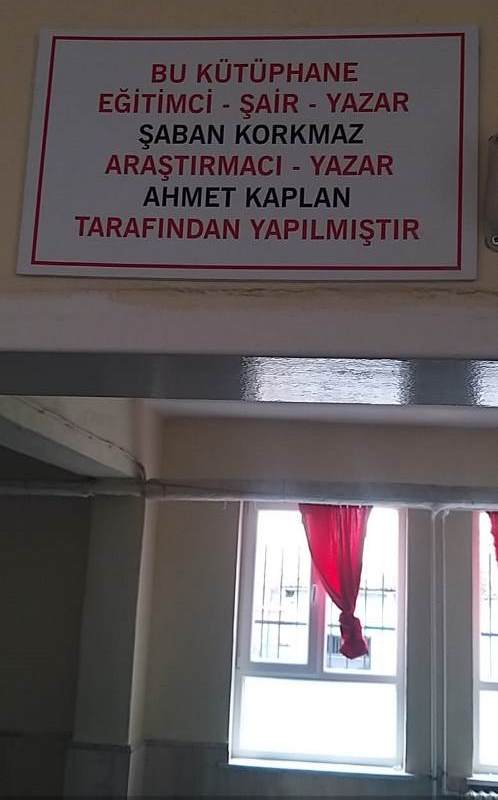 BU KÜTÜPHANE
EĞİTİMCİ - ŞAİR - YAZAR
ŞABAN KORKMAZ
ARAŞTIRMACI - YAZAR
AHMET KAPLAN
TARAFINDAN YAPILMIŞTIR